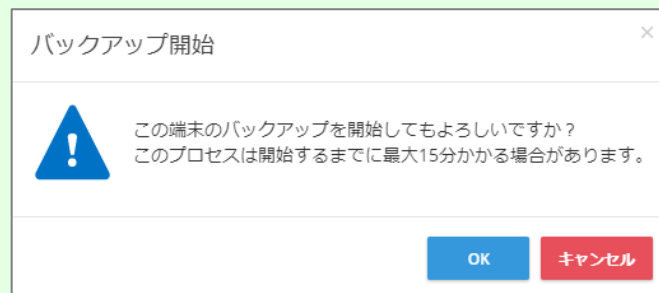 バックアップ開始
この端末のバックアップを開始してもよろしいですか？
このプロセスは開始するまでに最大15分かかる場合があります。
OK
キャンセル